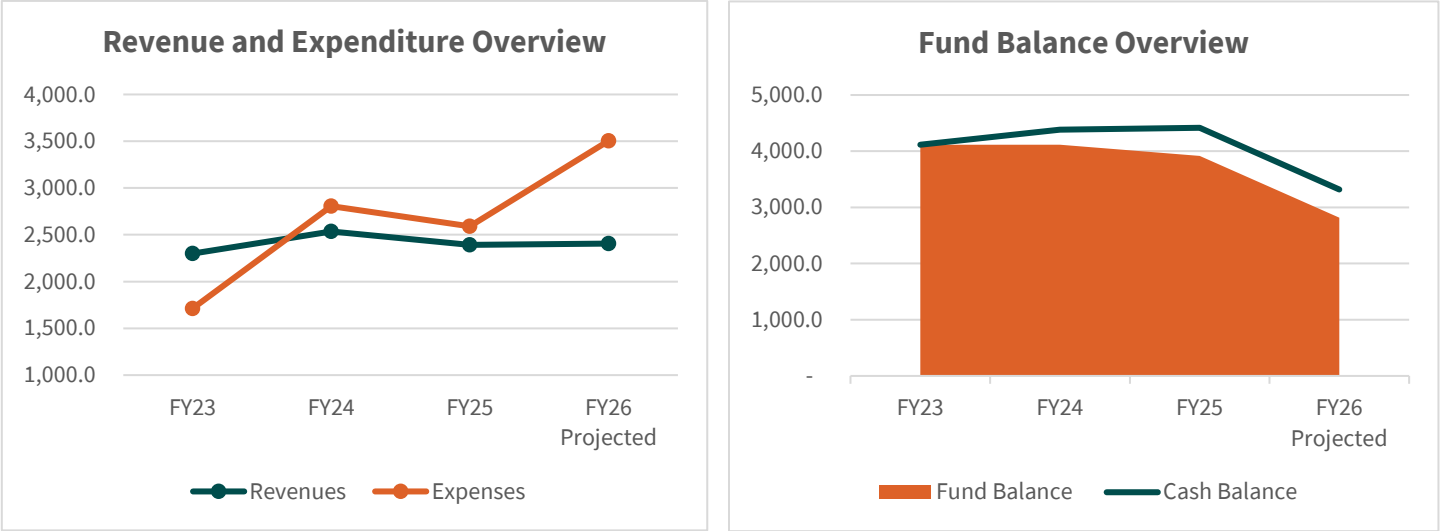 Revenue and Expenditure Overview
4,000.0
3,500.0
3,000.0
2,500.0
2,000.0
1,500.0
1,000.0
FY23 FY24 FY25 FY26
Projected
Revenues Expenses
Fund Balance Overview
5,000.0
4,000.0
3,000.0
2,000.0
1,000.0
-
FY23 FY24 FY25 FY26
Projected
Fund Balance Cash Balance